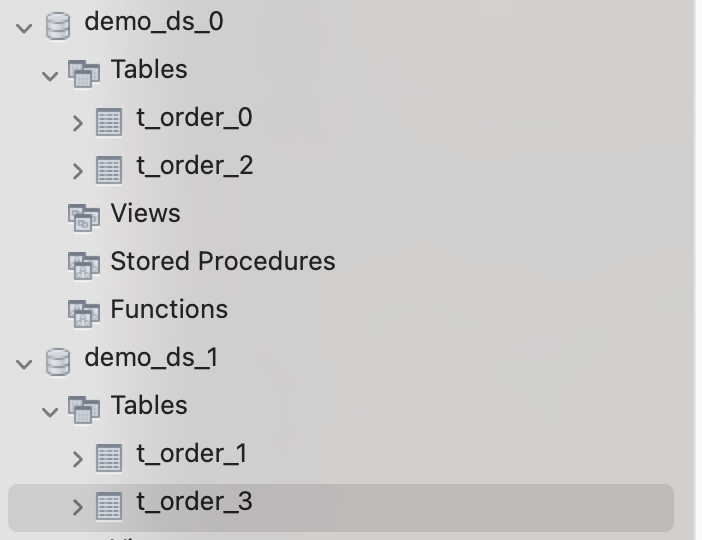 demo_ds_0
Tables
t_order_0
t_order_2
Views
Stored Procedures
Functions
demo_ds_1
Tables
t_order_1
t_order_3